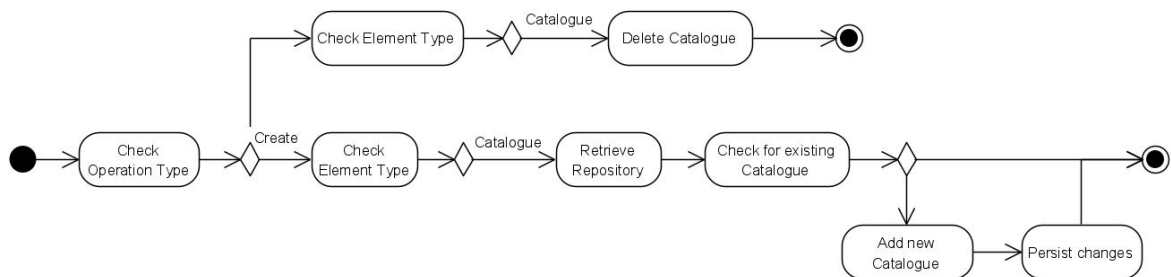 Check Element Type
Catalogue
Delete Catalogue
Check
Operation Type
Create
Check
Element Type
Catalogue
Retrieve
Repository
Check for existing
Catalogue
Add new
Catalogue
Persist changes